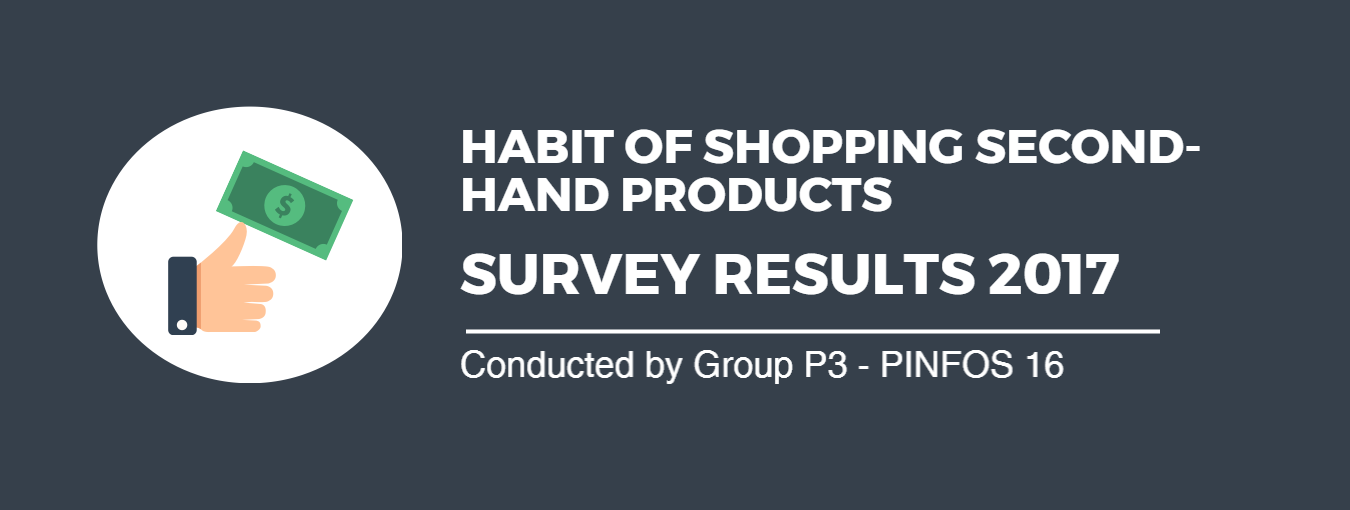 HABIT OF SHOPPING SECOND-
HAND PRODUCTS
SURVEY RESULTS 2017
Conducted by Group P3 - PINFOS 16
$